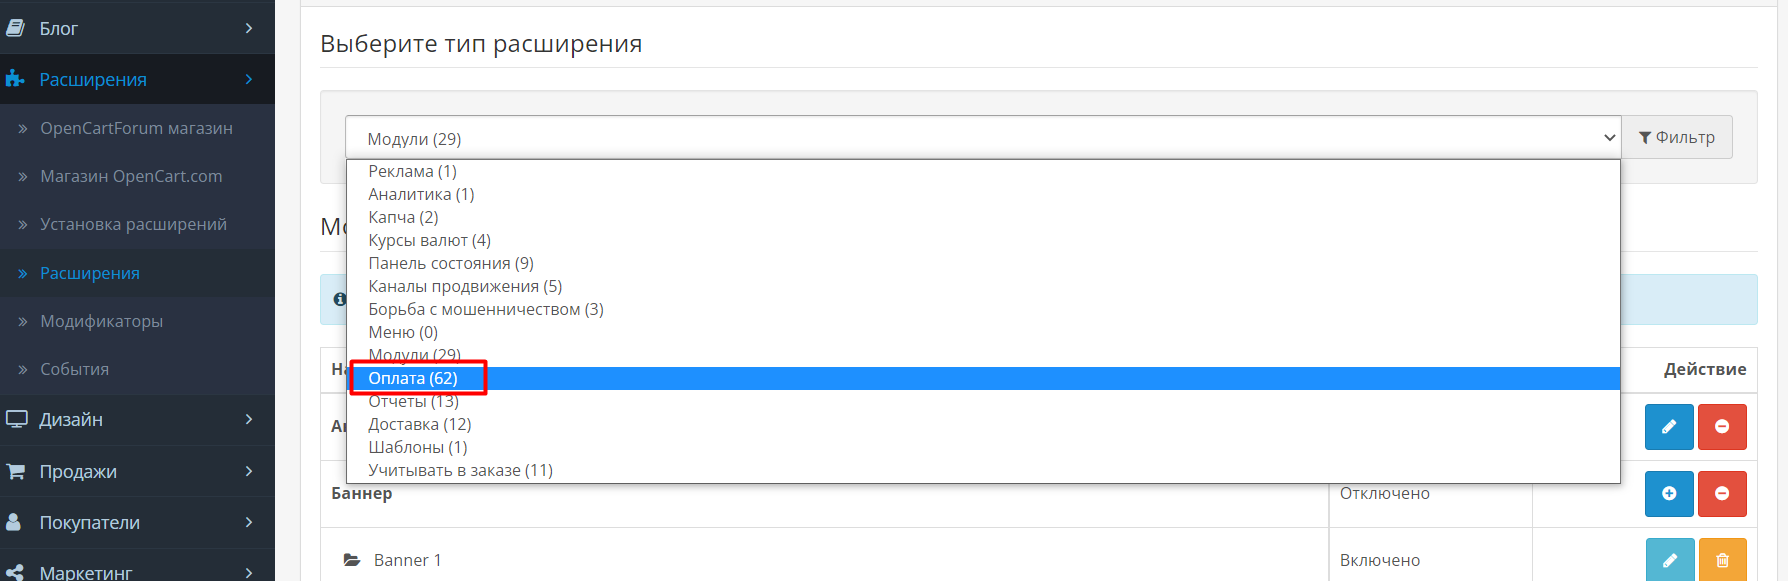 Блог
Расширения
OpenCartForum магазин
Магазин OpenCart.com
Установка расширений
Расширения
Модификаторы
События
Дизайн
Продажи
Покупатели
Маркетинг
Выберите тип расширения
Модули (29)
Фильтр
Реклама (1)
Аналитика (1)
Капча (2)
Курсы валют (4)
Панель состояния (9)
Каналы продвижения (5)
Борьба с мошенничеством (3)
Меню (0)
Модули (29)
Оплата (62)
Отчеты (13)
Доставка (12)
Шаблоны (1)
Учитывать в заказе (11)
Действие
Баннер
Отключено
Banner 1
Включено